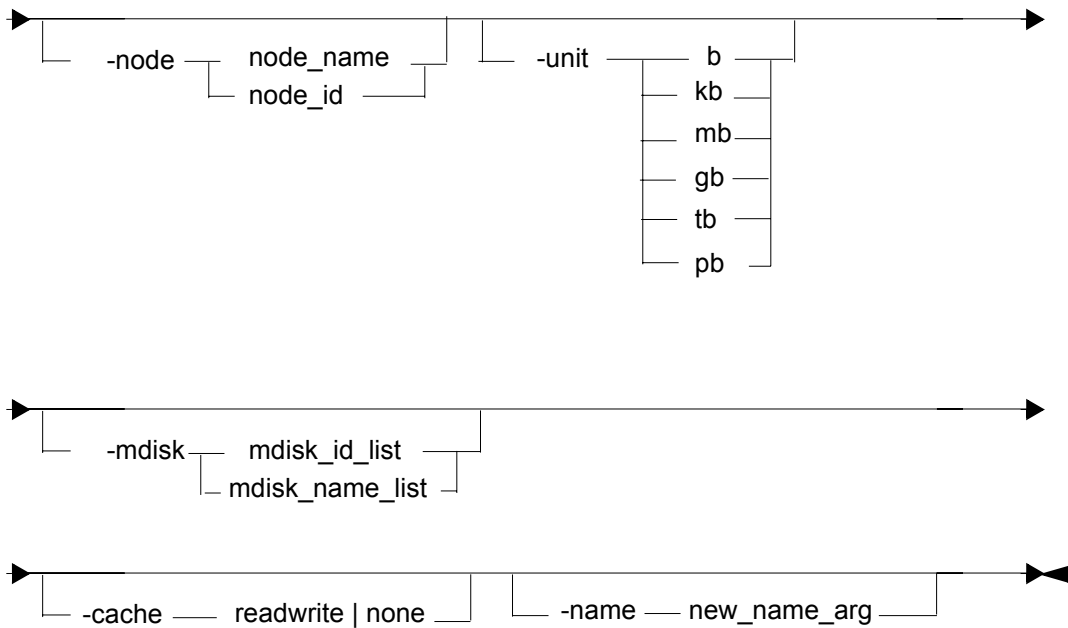 -node node_name -unit b
node_id kb
mb
gb
tb
pb
-mdisk mdisk_id_list
mdisk_name_list
-cache readwrite | none -name new_name_arg